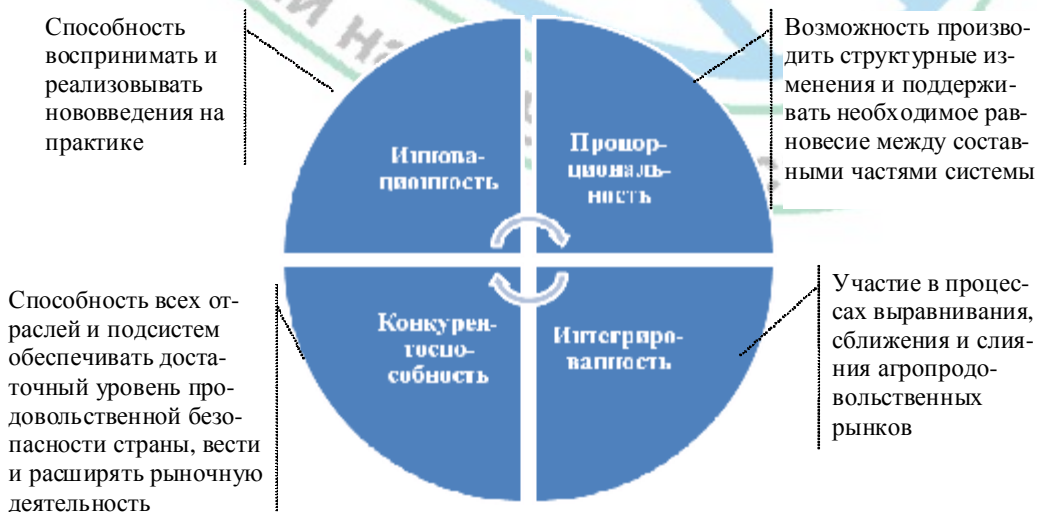 Способность
воспринимать и
реализовывать
нововведения на
практике
Иннова-
ционность
Пропор-
циональ-
ность
Возможность произво-
дить структурные из-
менения и поддержи-
вать необходимое рав-
новесие между состав-
ными частями системы
Способность всех от-
раслей и подсистем
обеспечивать доста-
точный уровень про-
довольственной безо-
пасности страны, вести
и расширять рыночную
деятельность
Конкурен-
тоспо-
собность
Интегриро-
ванность
Участие в процес-
сах выравнивания,
сближения и слия-
ния агропродо-
вольственных
рынков